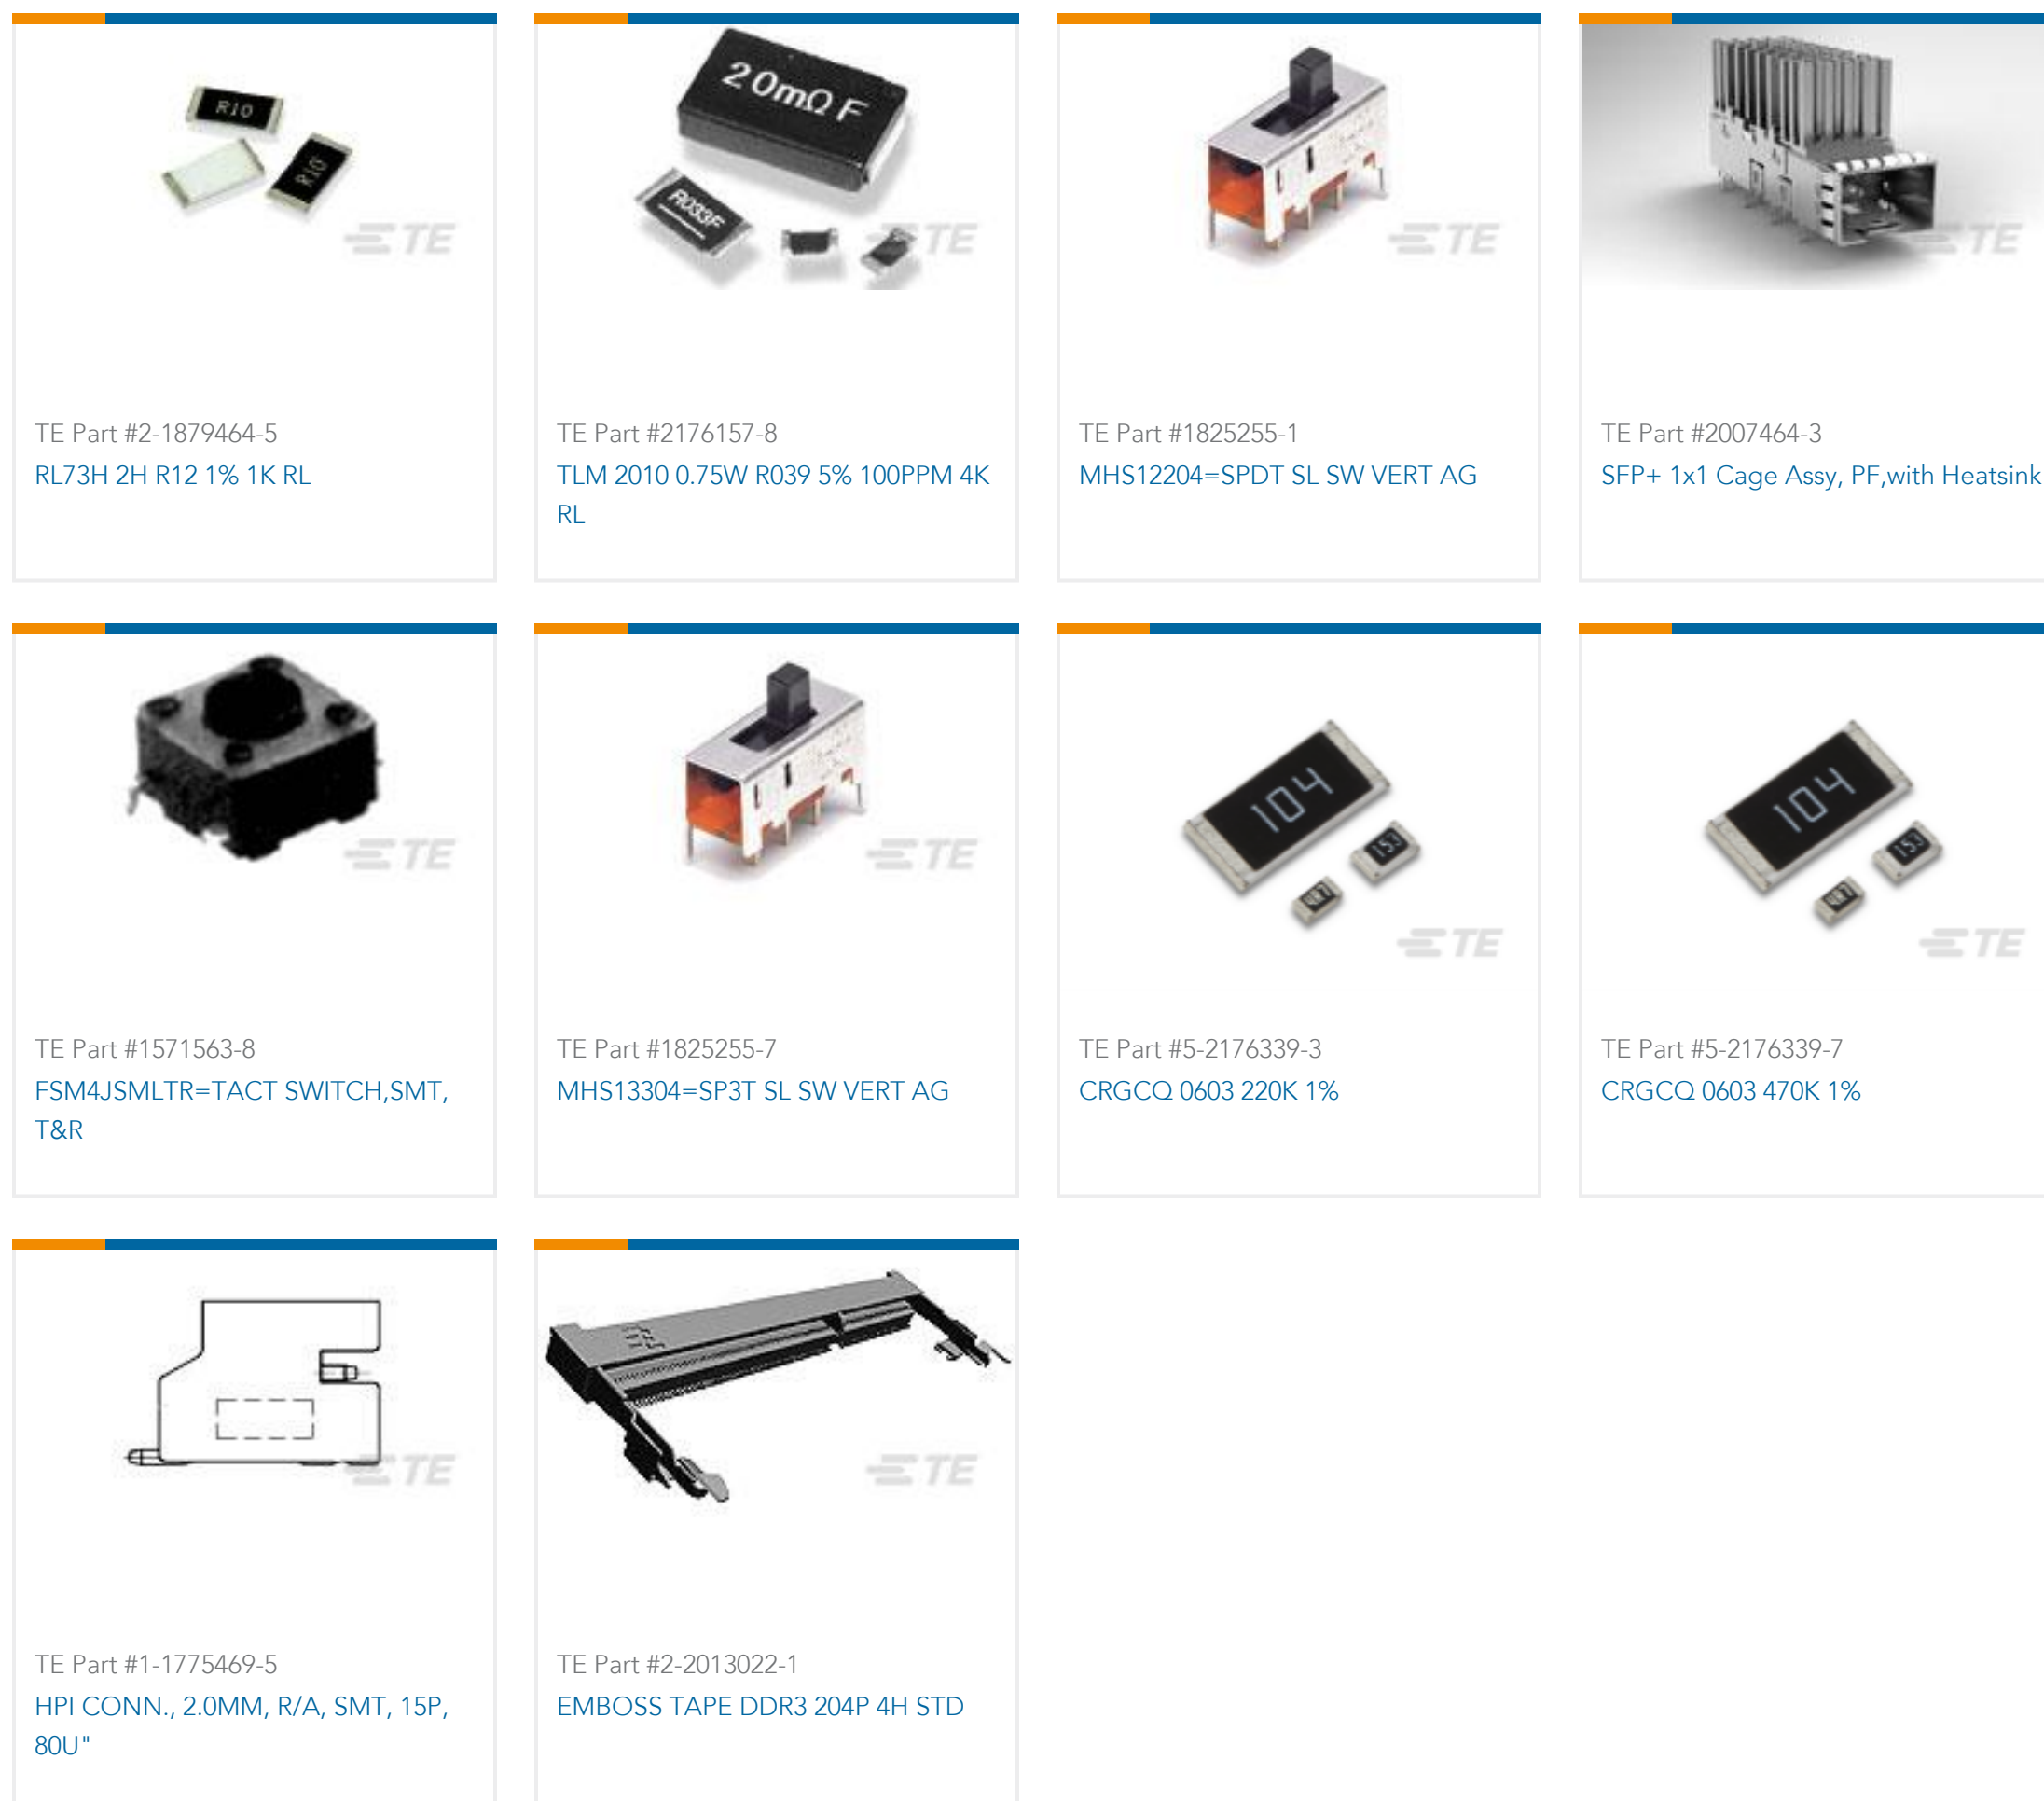 R10
R10
TE
TE Part #2-1879464-5
RL73H 2H R12 1% 1K RL
20mΩ F
R033F
TE
TE Part #2176157-8
TLM 2010 0.75W R039 5% 100PPM 4K
RL
TE
TE Part #1825255-1
MHS12204=SPDT SL SW VERT AG
TE
TE Part #2007464-3
SFP+ 1x1 Cage Assy, PF,with Heatsink
TE
TE Part #1571563-8
FSM4JSMLTR=TACT SWITCH,SMT,
T&R
TE
TE Part #1825255-7
MHS13304=SP3T SL SW VERT AG
104
153
TE
TE Part #5-2176339-3
CRGCQ 0603 220K 1%
104
153
TE
TE Part #5-2176339-7
CRGCQ 0603 470K 1%
TE
TE Part #1-1775469-5
HPI CONN., 2.0MM, R/A, SMT, 15P,
80U"
TE
TE Part #2-2013022-1
EMBOSS TAPE DDR3 204P 4H STD